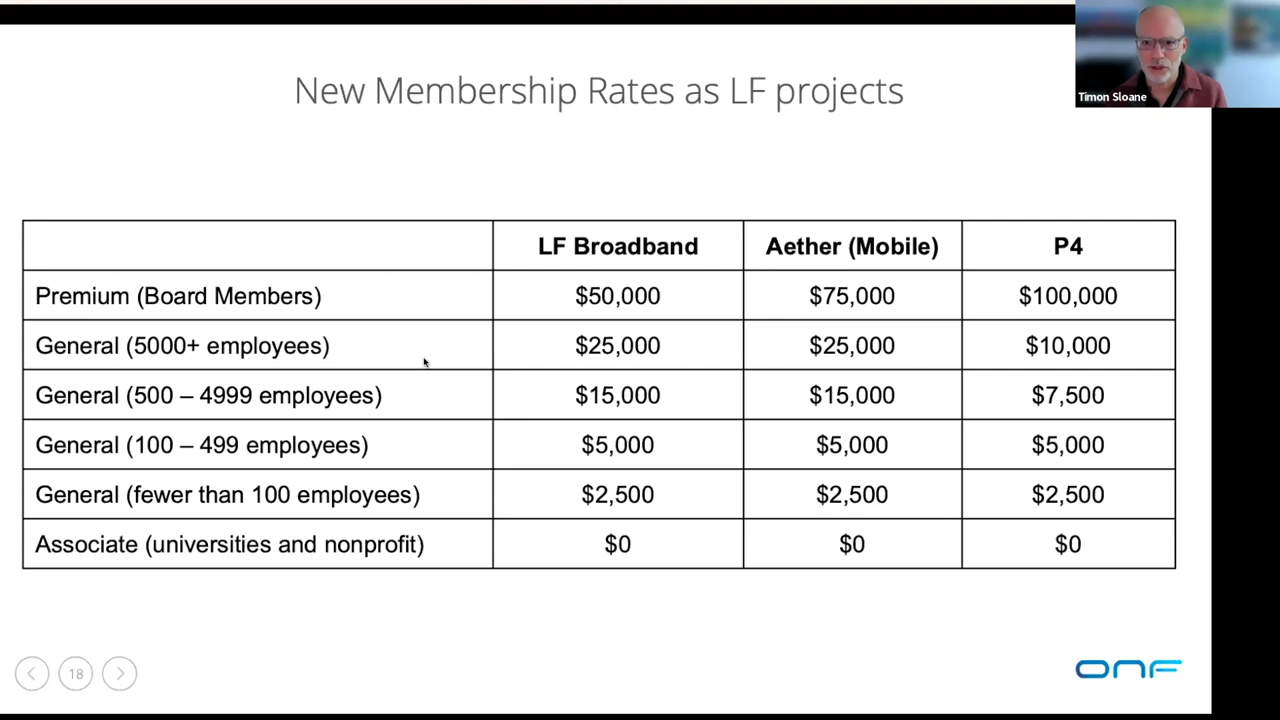 New Membership Rates as LF projects
Timon Sloane
LF Broadband Aether (Mobile) P4
Premium (Board Members) $50,000 $75,000 $100,000
General (5000+ employees) $25,000 $25,000 $10,000
General (500 – 4999 employees) $15,000 $15,000 $7,500
General (100 – 499 employees) $5,000 $5,000 $5,000
General (fewer than 100 employees) $2,500 $2,500 $2,500
Associate (universities and nonprofit) $0 $0 $0
18
ONF